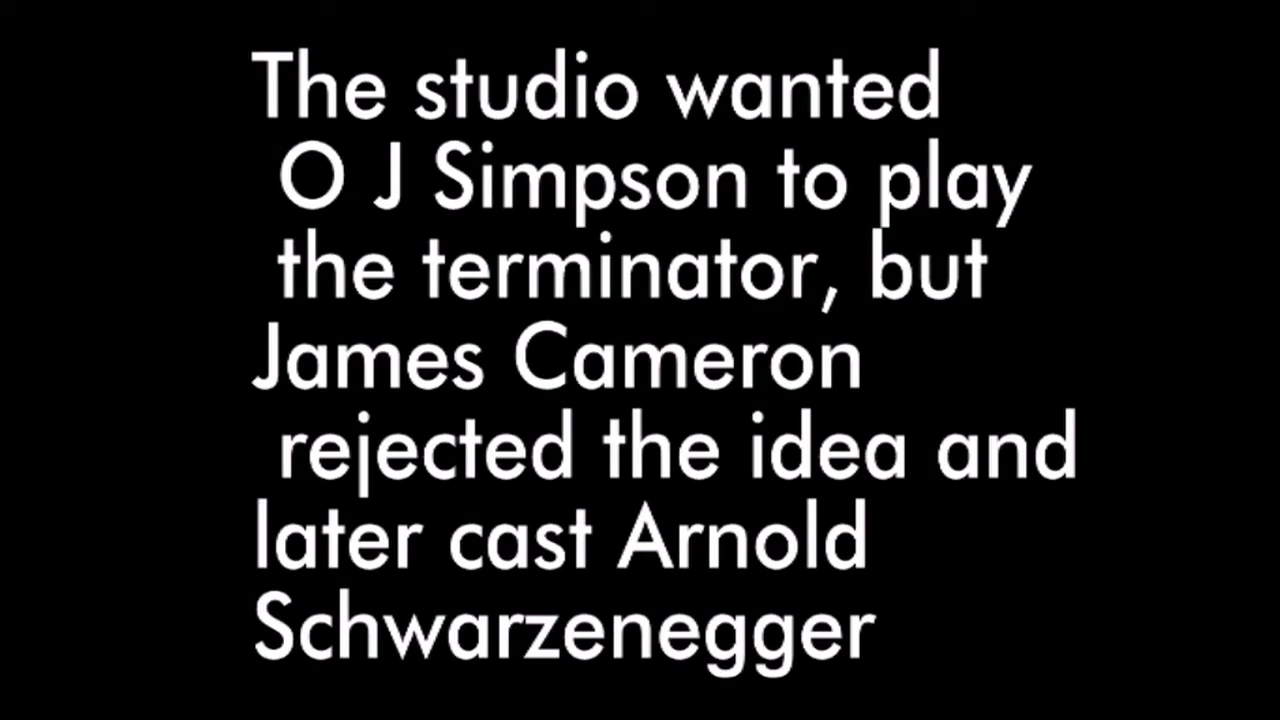 The studio wanted
O J Simpson to play
the terminator, but
James Cameron
rejected the idea and
later cast Arnold
Schwarzenegger